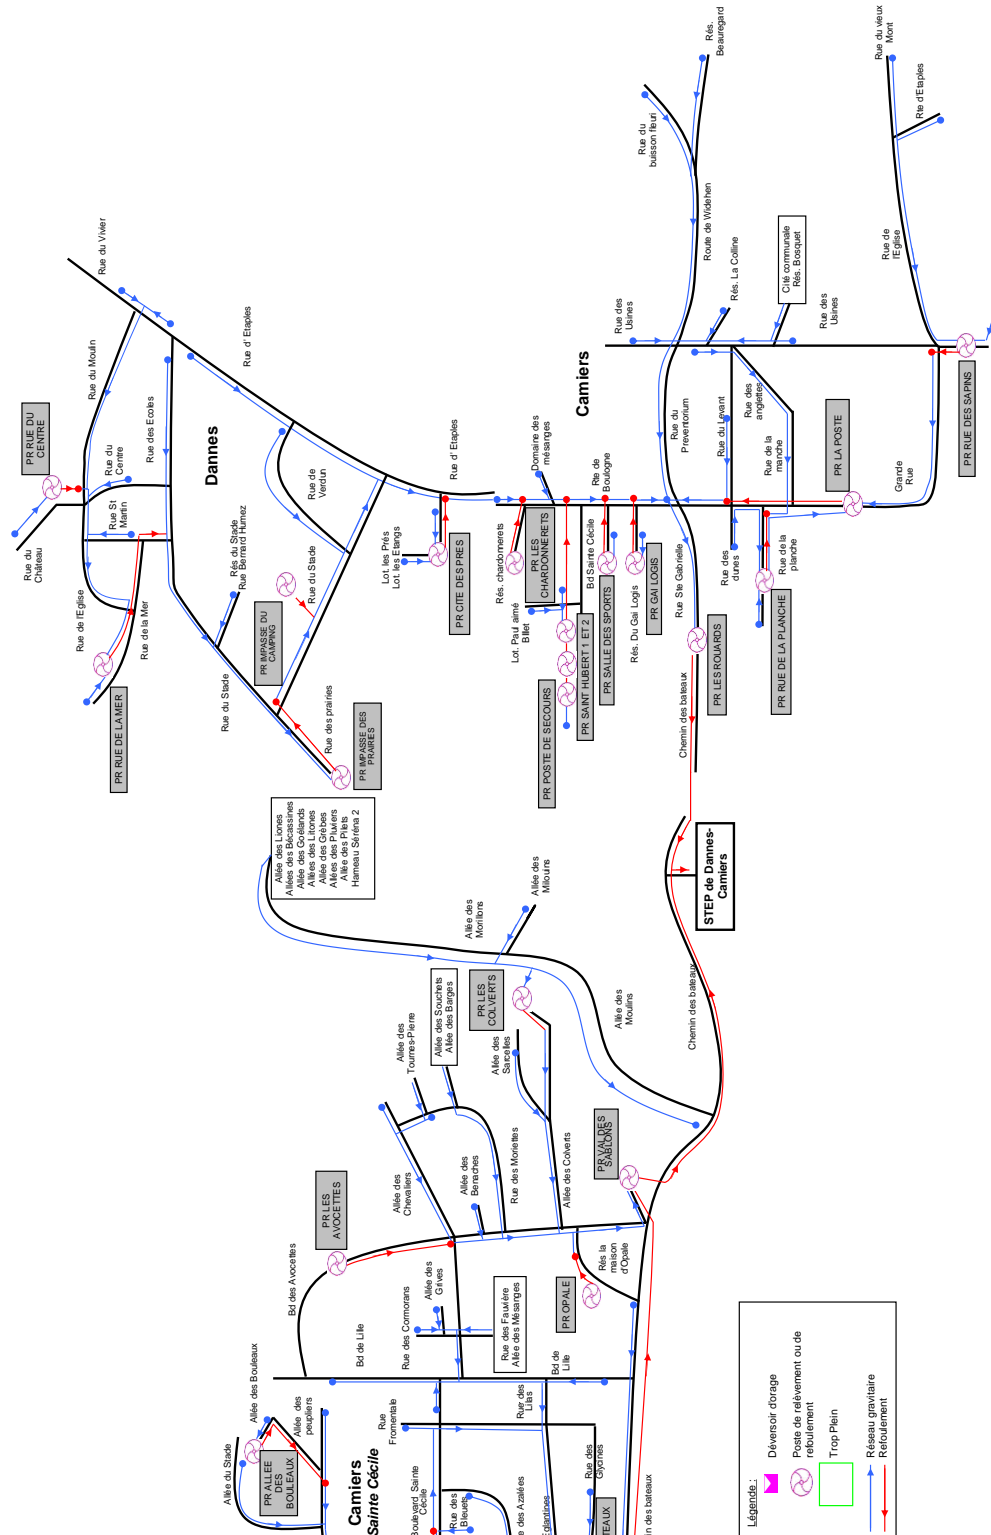 Rue du Vivier
PR RUE DU
CENTRE
Rue du Moulin
Rue du
Centre
Rue des Ecoles
Rue St
Martin
Rue du
Château
Rue de l'Eglise
Rue de la Mer
PR RUE DE LA MER
Dannes
Rue d' Etaples
Rue de
Verdun
Rés du Stade
Rue Bernard Humez
Rue du Stade
PR IMPASSE DU
CAMPING
Rue du Stade
Rue des prairies
PR IMPASSE DES
PRAIRIES
Rue d' Etaples
Lot. les Prés
Lot. les Etangs
PR CITE DES PRES
Domaine des
mésanges
Rés. chardonnerets
PR LES
CHARDONNERETS
Rte de
Boulogne
Lot. Paul aimé
Billet
Bd Sainte Cécile
PR POSTE DE SECOURS
PR SAINT HUBERT 1 ET 2
PR SALLE DES SPORTS
Rés. Du Gai Logis
PR GAI LOGIS
Camiers
Rue du
buisson fleuri
Rés.
Beauregard
Route de Widehen
Rue des
Usines
Rés. La Colline
Cité communale
Rés. Bosquet
Rue des
Usines
Rue du vieux
Mont
Rte d'Etaples
Rue de
l'Eglise
Rue du
Preventorium
Rue du Levant
Rue des
anglettes
Rue de la
manche
PR LA POSTE
Grande
Rue
PR RUE DES SAPINS
Rue des
dunes
Rue de la
planche
PR RUE DE LA PLANCHE
Rue Ste Gabrielle
PR LES ROUARDS
Chemin des bateaux
STEP de Dannes-
Camiers
Allée des Liones
Allées des Bécassines
Allée des Goélands
Allées des Litones
Allée des Grèbes
Allées des Pluviers
Allée des Pilets
Hameau Séréna 2
Allée des
Morillons
Allée des
Milouins
PR LES
COLVERTS
Allée des
Sarcelles
Allée des
Moulins
Chemin des bateaux
Allée des
Tournes-Pierre
Allée des Souchets
Allée des Barges
Allée des
Chevaliers
Allée des
Bernaches
Rue des Moriettes
Allée des Colverts
PR VAL DES
SABLONS
PR LES
AVOCETTES
Bd des Avocettes
Rés la
maison
d'Opale
PR OPALE
Allée des
Grives
Rue des Cormorans
Rue des Fauvière
Allée des Mésanges
Bd de Lille
Bd de
Lille
Allée des Bouleaux
Allée des
peupliers
Allée du Stade
PR ALLEE
DES
BOULEAUX
Camiers
Sainte Cécile
Rue
Fromentale
Rue des
Lilas
Boulevard Sainte
Cécile
Rue des
Bleuets
Rue des
Glycines
Légende :
Déversoir d'orage
Poste de relèvement ou de
refoulement
Trop Plein
Réseau gravitaire
Refoulement